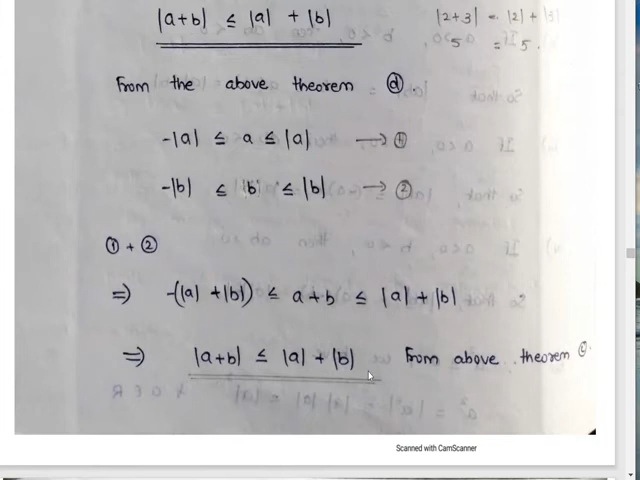 |a+b| ≤ |a| + |b|
|2+3| = |2| + |3|
5 = 5.
From the above theorem ⓓ.
-|a| ≤ a ≤ |a| → ①
-|b| ≤ b ≤ |b| → ②
① + ②
⇒ -(|a| + |b|) ≤ a+b ≤ |a| + |b|
⇒ |a+b| ≤ |a| + |b| From above theorem ⓒ.
Scanned with CamScanner